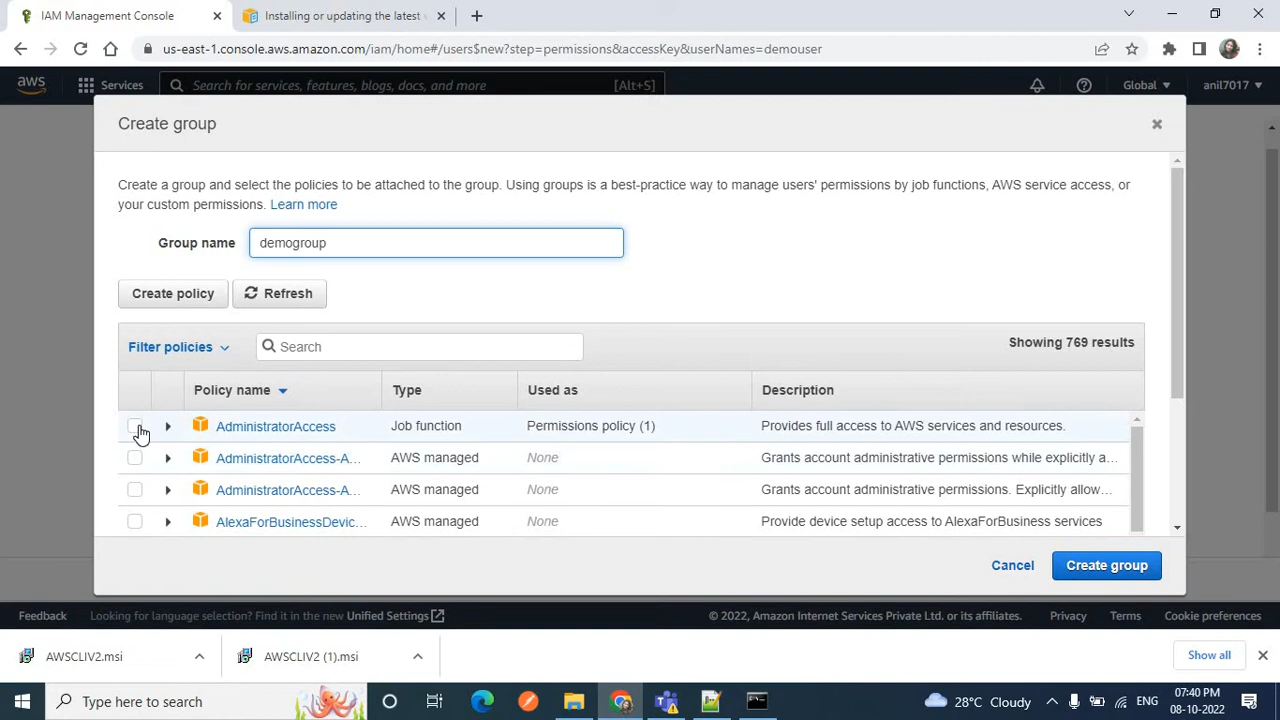 IAM Management Console
Installing or updating the latest
us-east-1.console.aws.amazon.com/iam/home#/users$new?step=permissions&accessKey&userNames=demouser
aws Services Search for services, features, blogs, docs, and more [Alt+S] Global anil7017
Create group
Create a group and select the policies to be attached to the group. Using groups is a best-practice way to manage users' permissions by job functions, AWS service access, or
your custom permissions. Learn more
Group name demogroup
Create policy Refresh
Filter policies Search Showing 769 results
Policy name Type Used as Description
AdministratorAccess Job function Permissions policy (1) Provides full access to AWS services and resources.
AdministratorAccess-A... AWS managed None Grants account administrative permissions while explicitly a...
AdministratorAccess-A... AWS managed None Grants account administrative permissions. Explicitly allow...
AlexaForBusinessDevic... AWS managed None Provide device setup access to AlexaForBusiness services
Cancel Create group
Feedback Looking for language selection? Find it in the new Unified Settings © 2022, Amazon Internet Services Private Ltd. or its affiliates. Privacy Terms Cookie preferences
AWSCLIV2.msi AWSCLIV2 (1).msi Show all
Type here to search 28°C Cloudy ENG 07:40 PM
08-10-2022